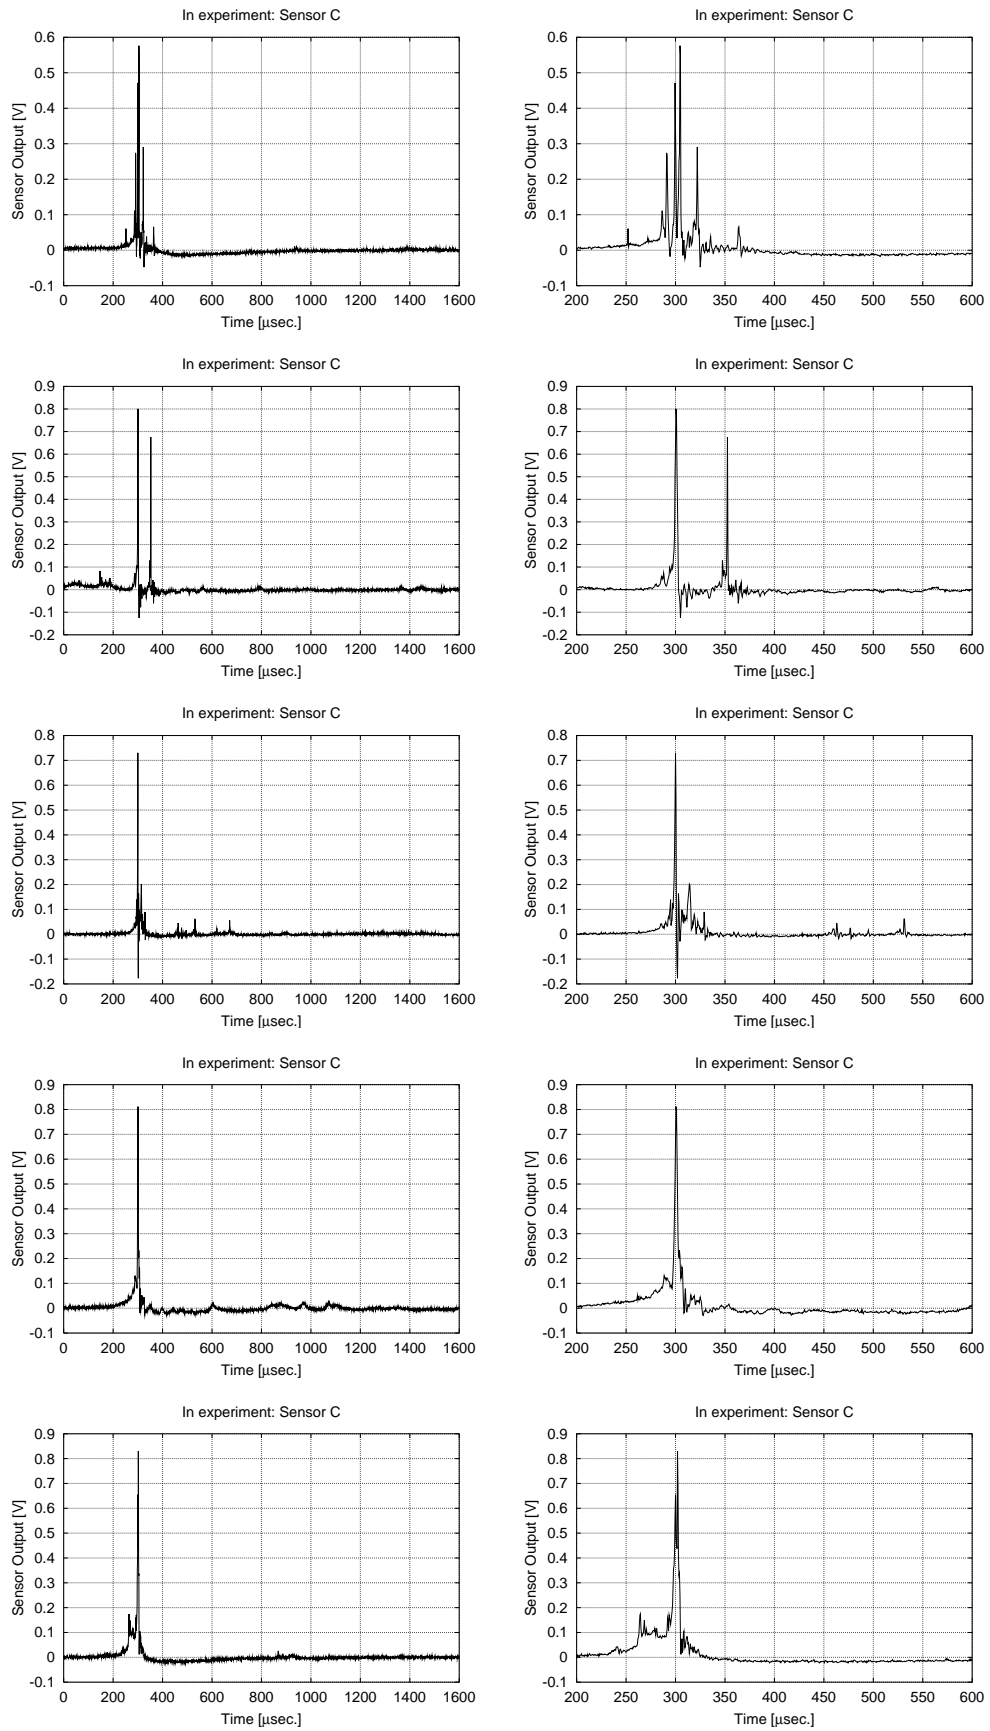 In experiment: Sensor C
Sensor Output [V]
0.6
0.5
0.4
0.3
0.2
0.1
0
-0.1
0 200 400 600 800 1000 1200 1400 1600
Time [μsec.]
In experiment: Sensor C
Sensor Output [V]
0.6
0.5
0.4
0.3
0.2
0.1
0
-0.1
200 250 300 350 400 450 500 550 600
Time [μsec.]
In experiment: Sensor C
Sensor Output [V]
0.9
0.8
0.7
0.6
0.5
0.4
0.3
0.2
0.1
0
-0.1
-0.2
0 200 400 600 800 1000 1200 1400 1600
Time [μsec.]
In experiment: Sensor C
Sensor Output [V]
0.9
0.8
0.7
0.6
0.5
0.4
0.3
0.2
0.1
0
-0.1
-0.2
200 250 300 350 400 450 500 550 600
Time [μsec.]
In experiment: Sensor C
Sensor Output [V]
0.8
0.7
0.6
0.5
0.4
0.3
0.2
0.1
0
-0.1
-0.2
0 200 400 600 800 1000 1200 1400 1600
Time [μsec.]
In experiment: Sensor C
Sensor Output [V]
0.8
0.7
0.6
0.5
0.4
0.3
0.2
0.1
0
-0.1
-0.2
200 250 300 350 400 450 500 550 600
Time [μsec.]
In experiment: Sensor C
Sensor Output [V]
0.9
0.8
0.7
0.6
0.5
0.4
0.3
0.2
0.1
0
-0.1
0 200 400 600 800 1000 1200 1400 1600
Time [μsec.]
In experiment: Sensor C
Sensor Output [V]
0.9
0.8
0.7
0.6
0.5
0.4
0.3
0.2
0.1
0
-0.1
200 250 300 350 400 450 500 550 600
Time [μsec.]
In experiment: Sensor C
Sensor Output [V]
0.9
0.8
0.7
0.6
0.5
0.4
0.3
0.2
0.1
0
-0.1
0 200 400 600 800 1000 1200 1400 1600
Time [μsec.]
In experiment: Sensor C
Sensor Output [V]
0.9
0.8
0.7
0.6
0.5
0.4
0.3
0.2
0.1
0
-0.1
200 250 300 350 400 450 500 550 600
Time [μsec.]